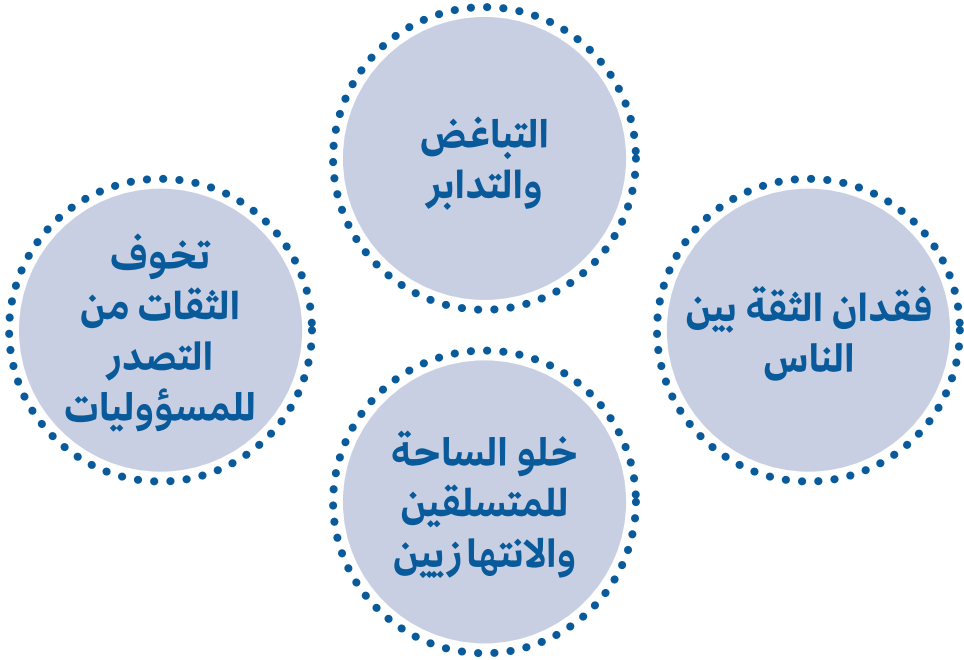 فقدان الثقة بين
الناس
التباغض
والتدابر
خلو الساحة
للمتسلقين
والانتهازيين
تخوف
الثقات من
التصدر
للمسؤوليات